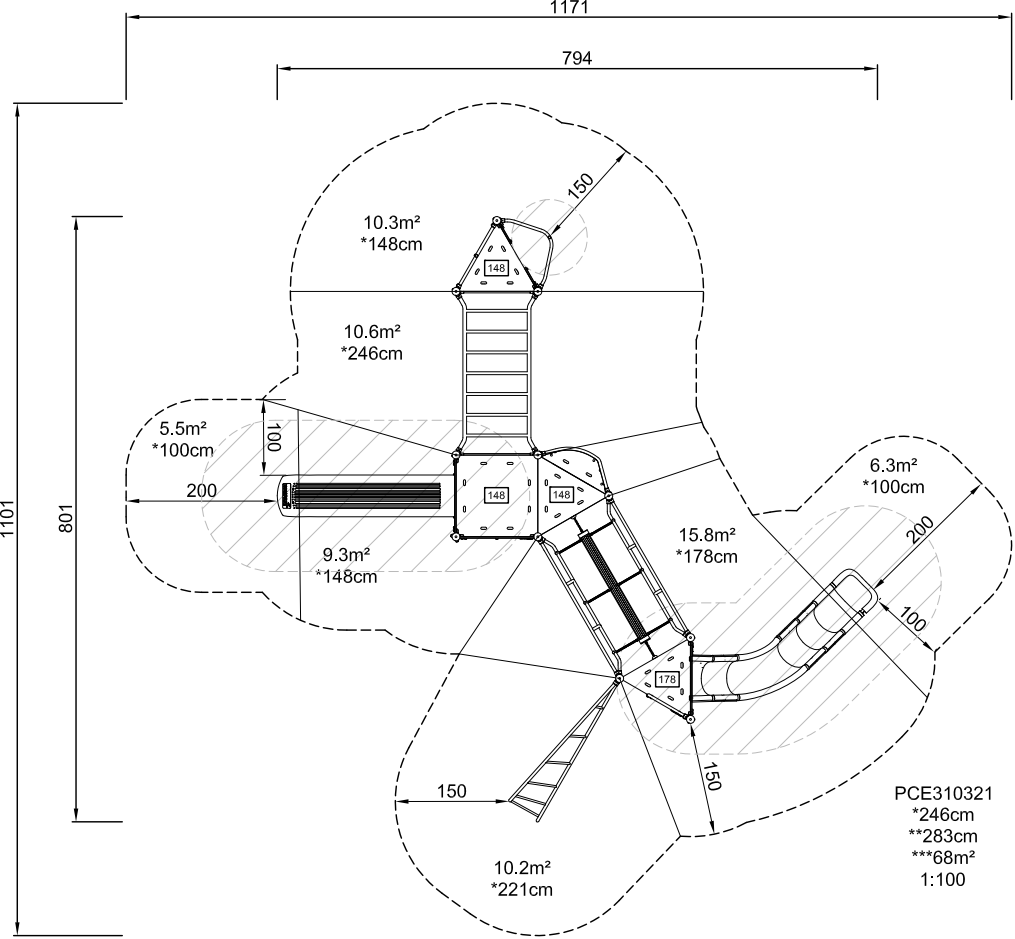 1171
794
150
10.3m²
*148cm
148
10.6m²
*246cm
5.5m²
*100cm
100
6.3m²
*100cm
200
148
148
1101
801
200
15.8m²
*178cm
9.3m²
*148cm
100
178
150
150
PCE310321
*246cm
**283cm
***68m²
1:100
10.2m²
*221cm